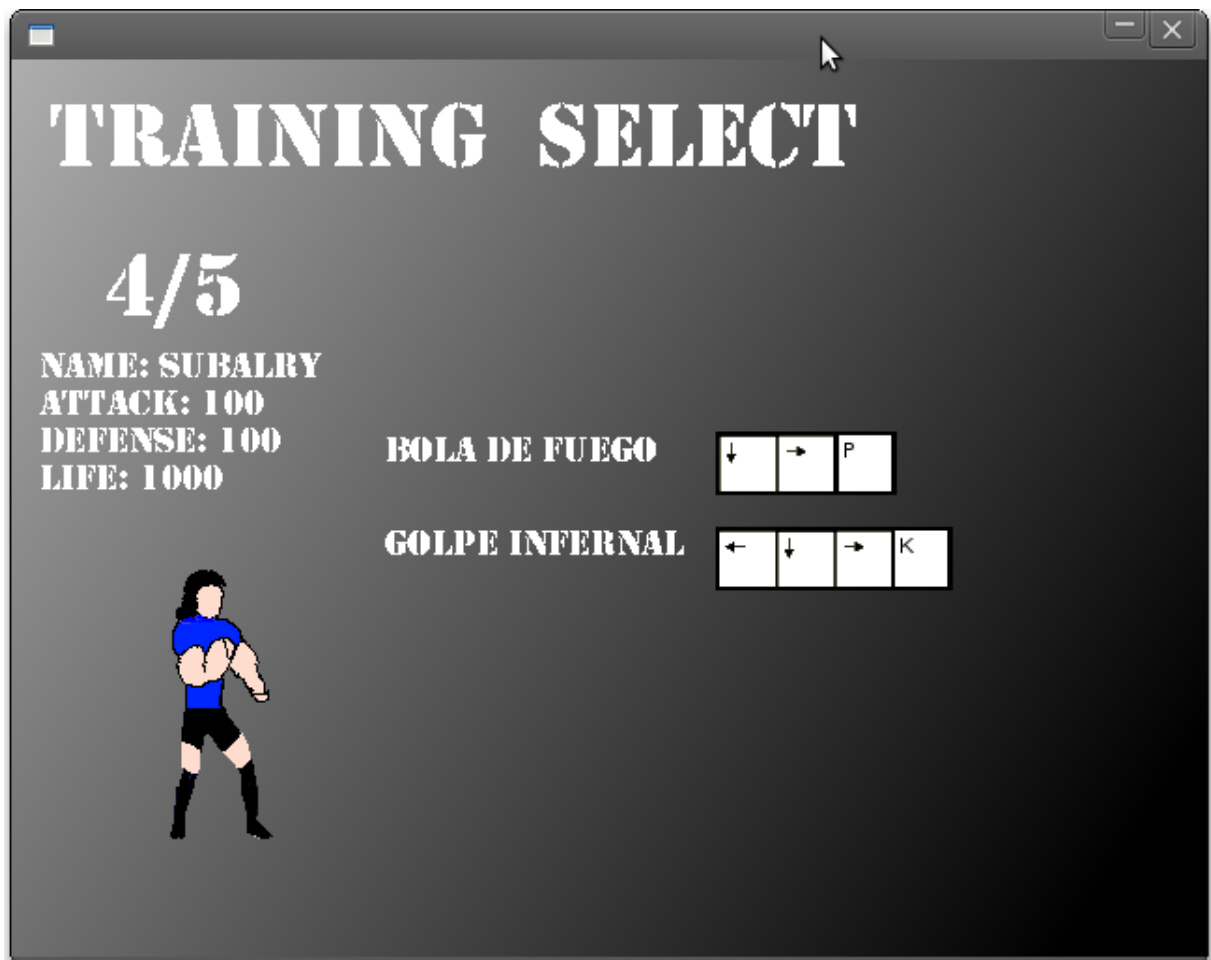 TRAINING SELECT
4/5
NAME: SUBALRY
ATTACK: 100
DEFENSE: 100
LIFE: 1000
BOLA DE FUEGO ↓ → P
GOLPE INFERNAL ← ↓ → K